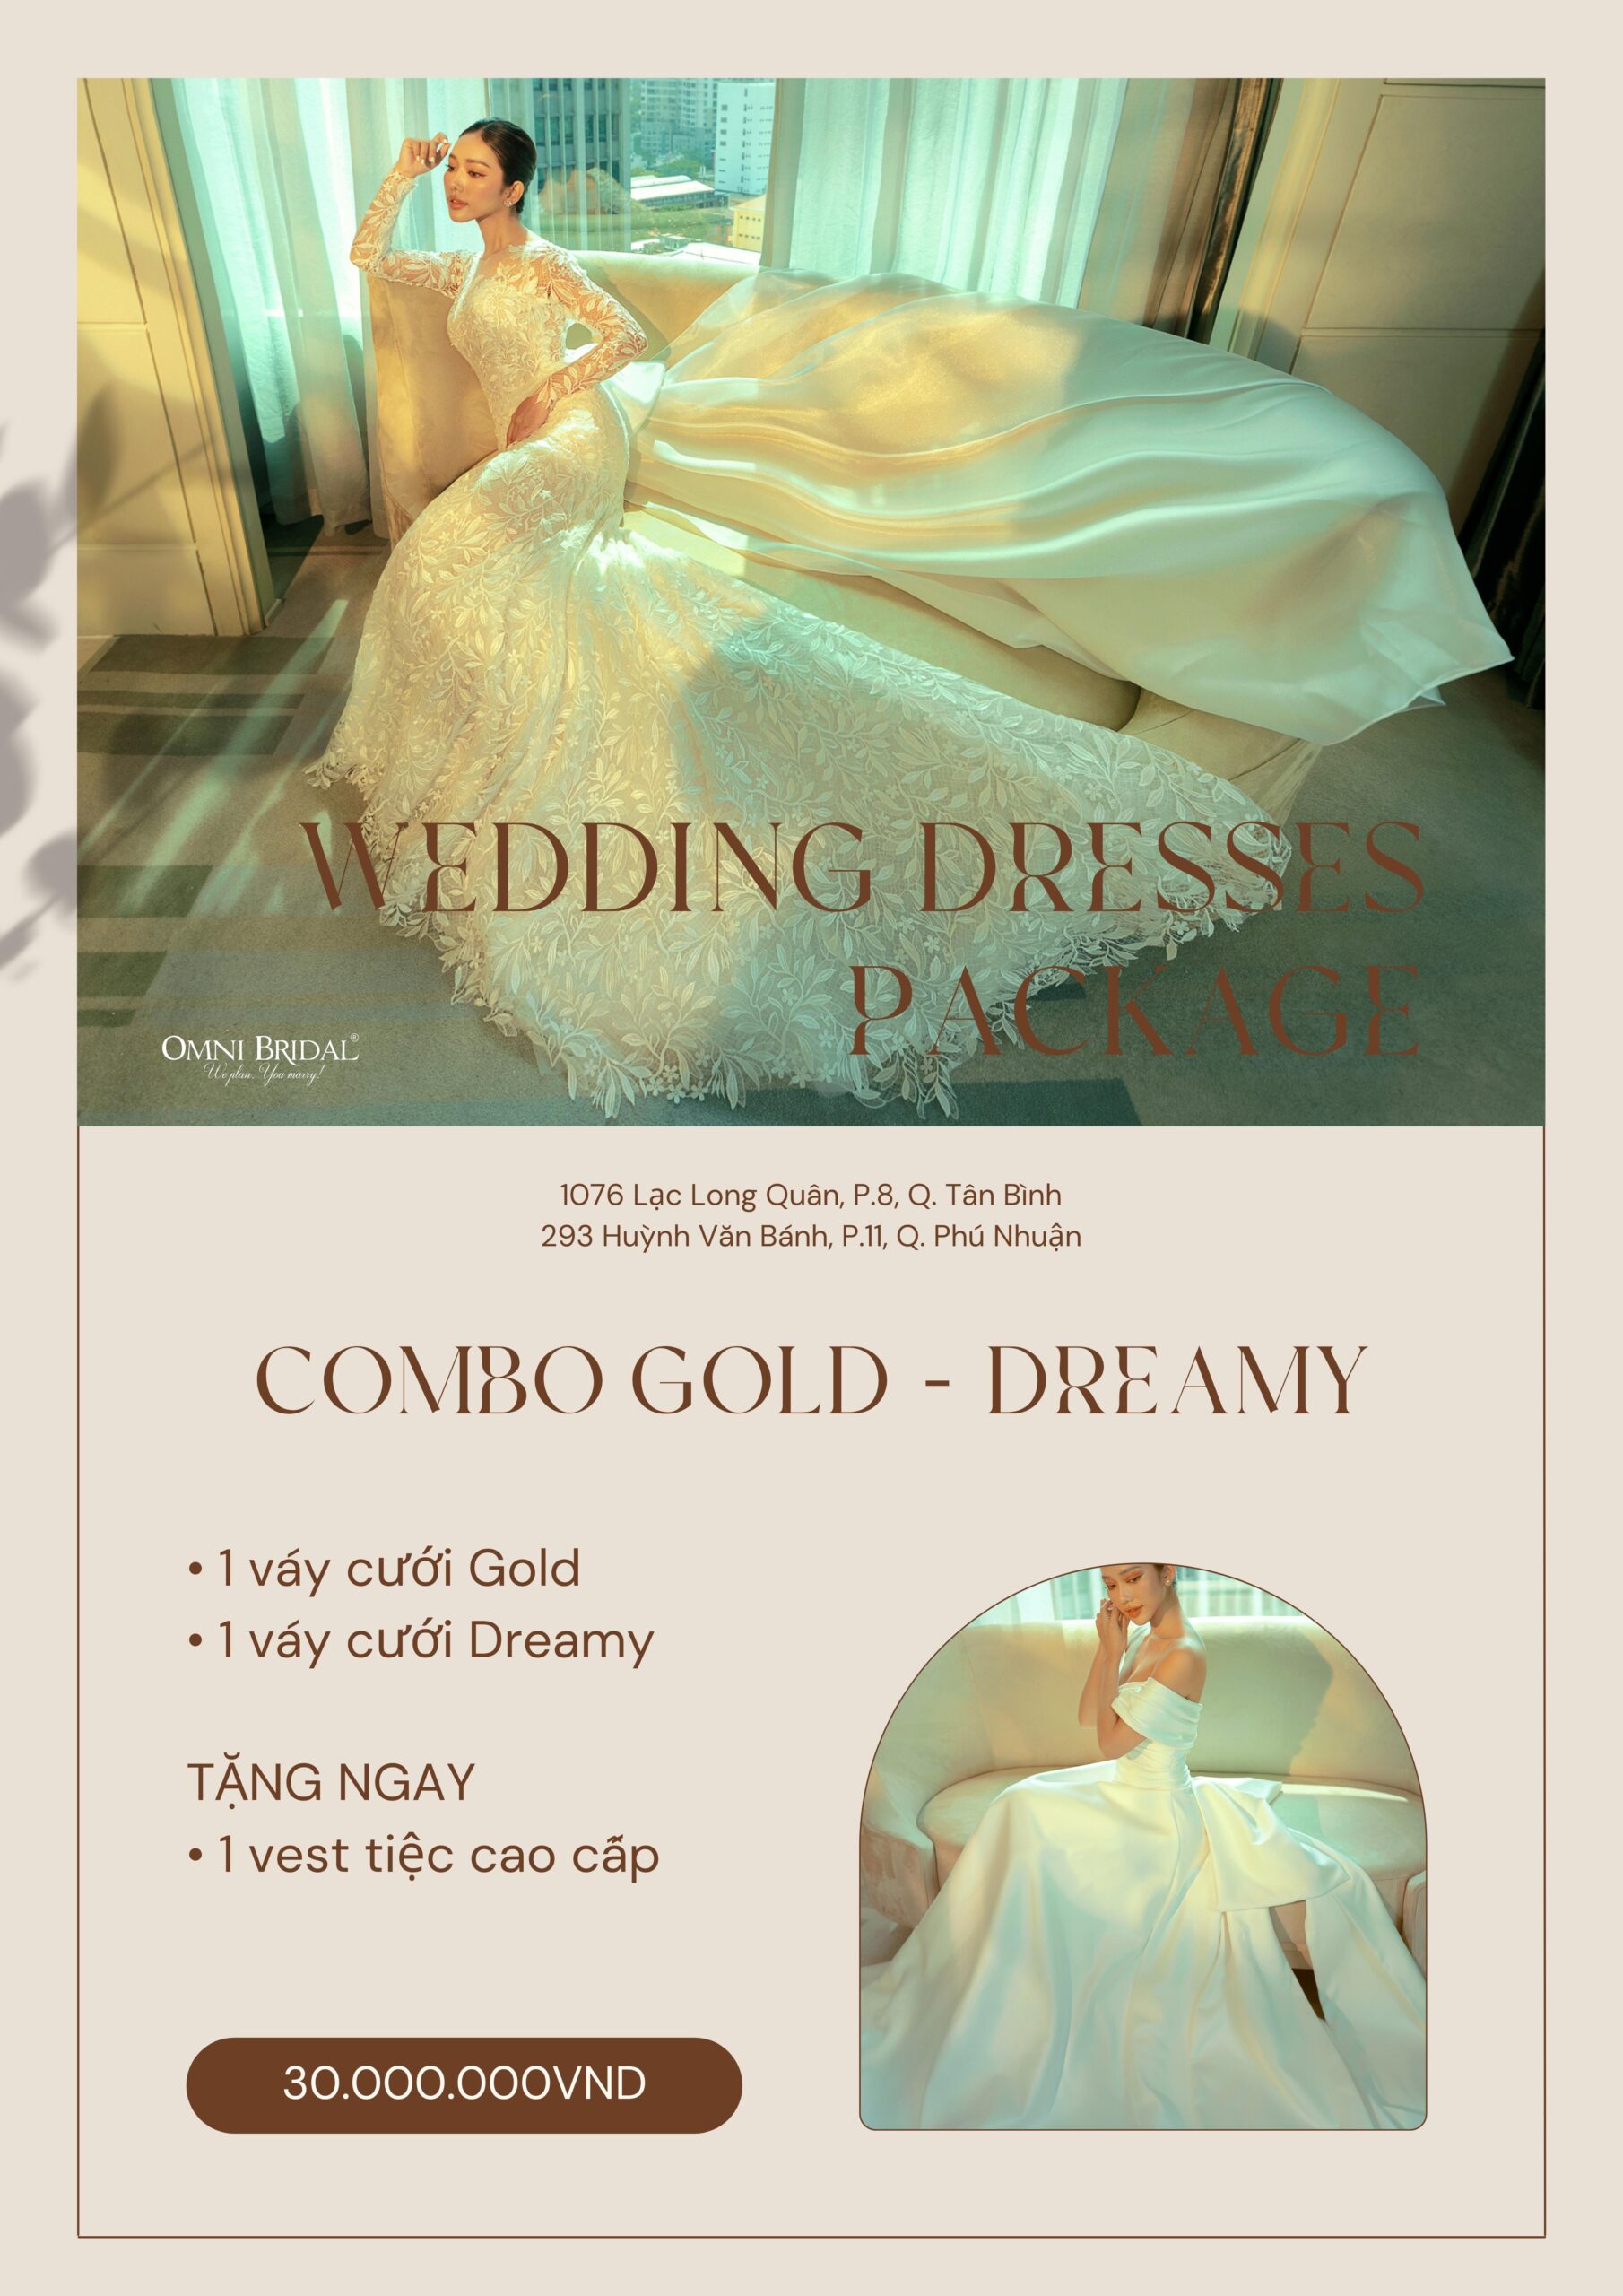 WEDDING DRESSES
PACKAGE
OMNI BRIDAL®
We plan. You marry!
1076 Lạc Long Quân, P.8, Q. Tân Bình
293 Huỳnh Văn Bánh, P.11, Q. Phú Nhuận
COMBO GOLD - DREAMY
• 1 váy cưới Gold
• 1 váy cưới Dreamy
TẶNG NGAY
• 1 vest tiệc cao cấp
30.000.000VND